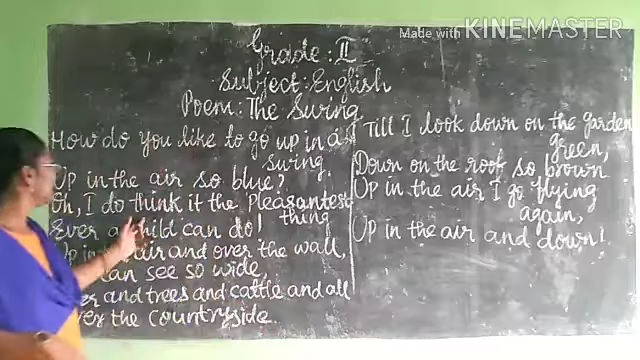 Made with KINEMASTER
Grade: II
Subject: English
Poem: The Swing
How do you like to go up in a
swing
Up in the air so blue?
Oh, I do think it the Pleasantest
thing
Ever a child can do!
Up in air and over the wall,
can see so wide,
and trees and cattle and all
the countryside.
Till I look down on the garden
green,
Down on the roof so brown
Up in the air I go flying
again,
Up in the air and down!